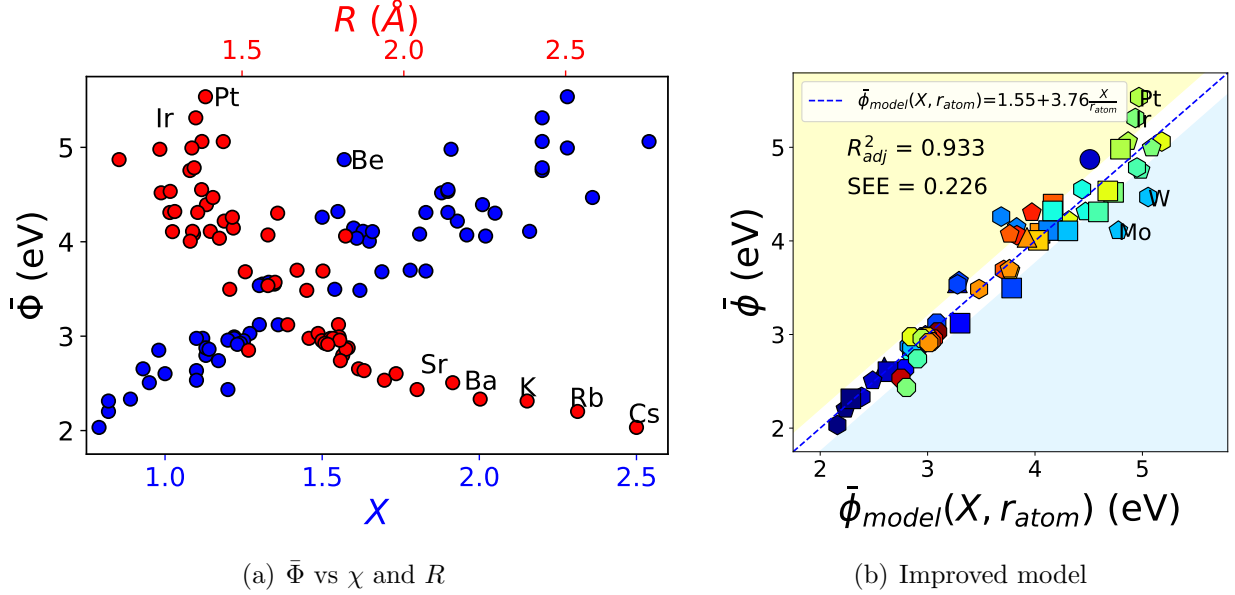 R (Å)
1.5 2.0 2.5
Φ̄ (eV)
5
4
3
2
Pt
Ir
Be
Sr
Ba
K
Rb
Cs
1.0 1.5 2.0 2.5
X
(a) Φ̄ vs χ and R
ϕ̄ (eV)
5
4
3
2
ϕ̄model(X, ratom)=1.55+3.76 X/ratom
R²adj = 0.933
SEE = 0.226
Pt
Ir
W
Mo
2 3 4 5
ϕ̄model(X, ratom) (eV)
(b) Improved model